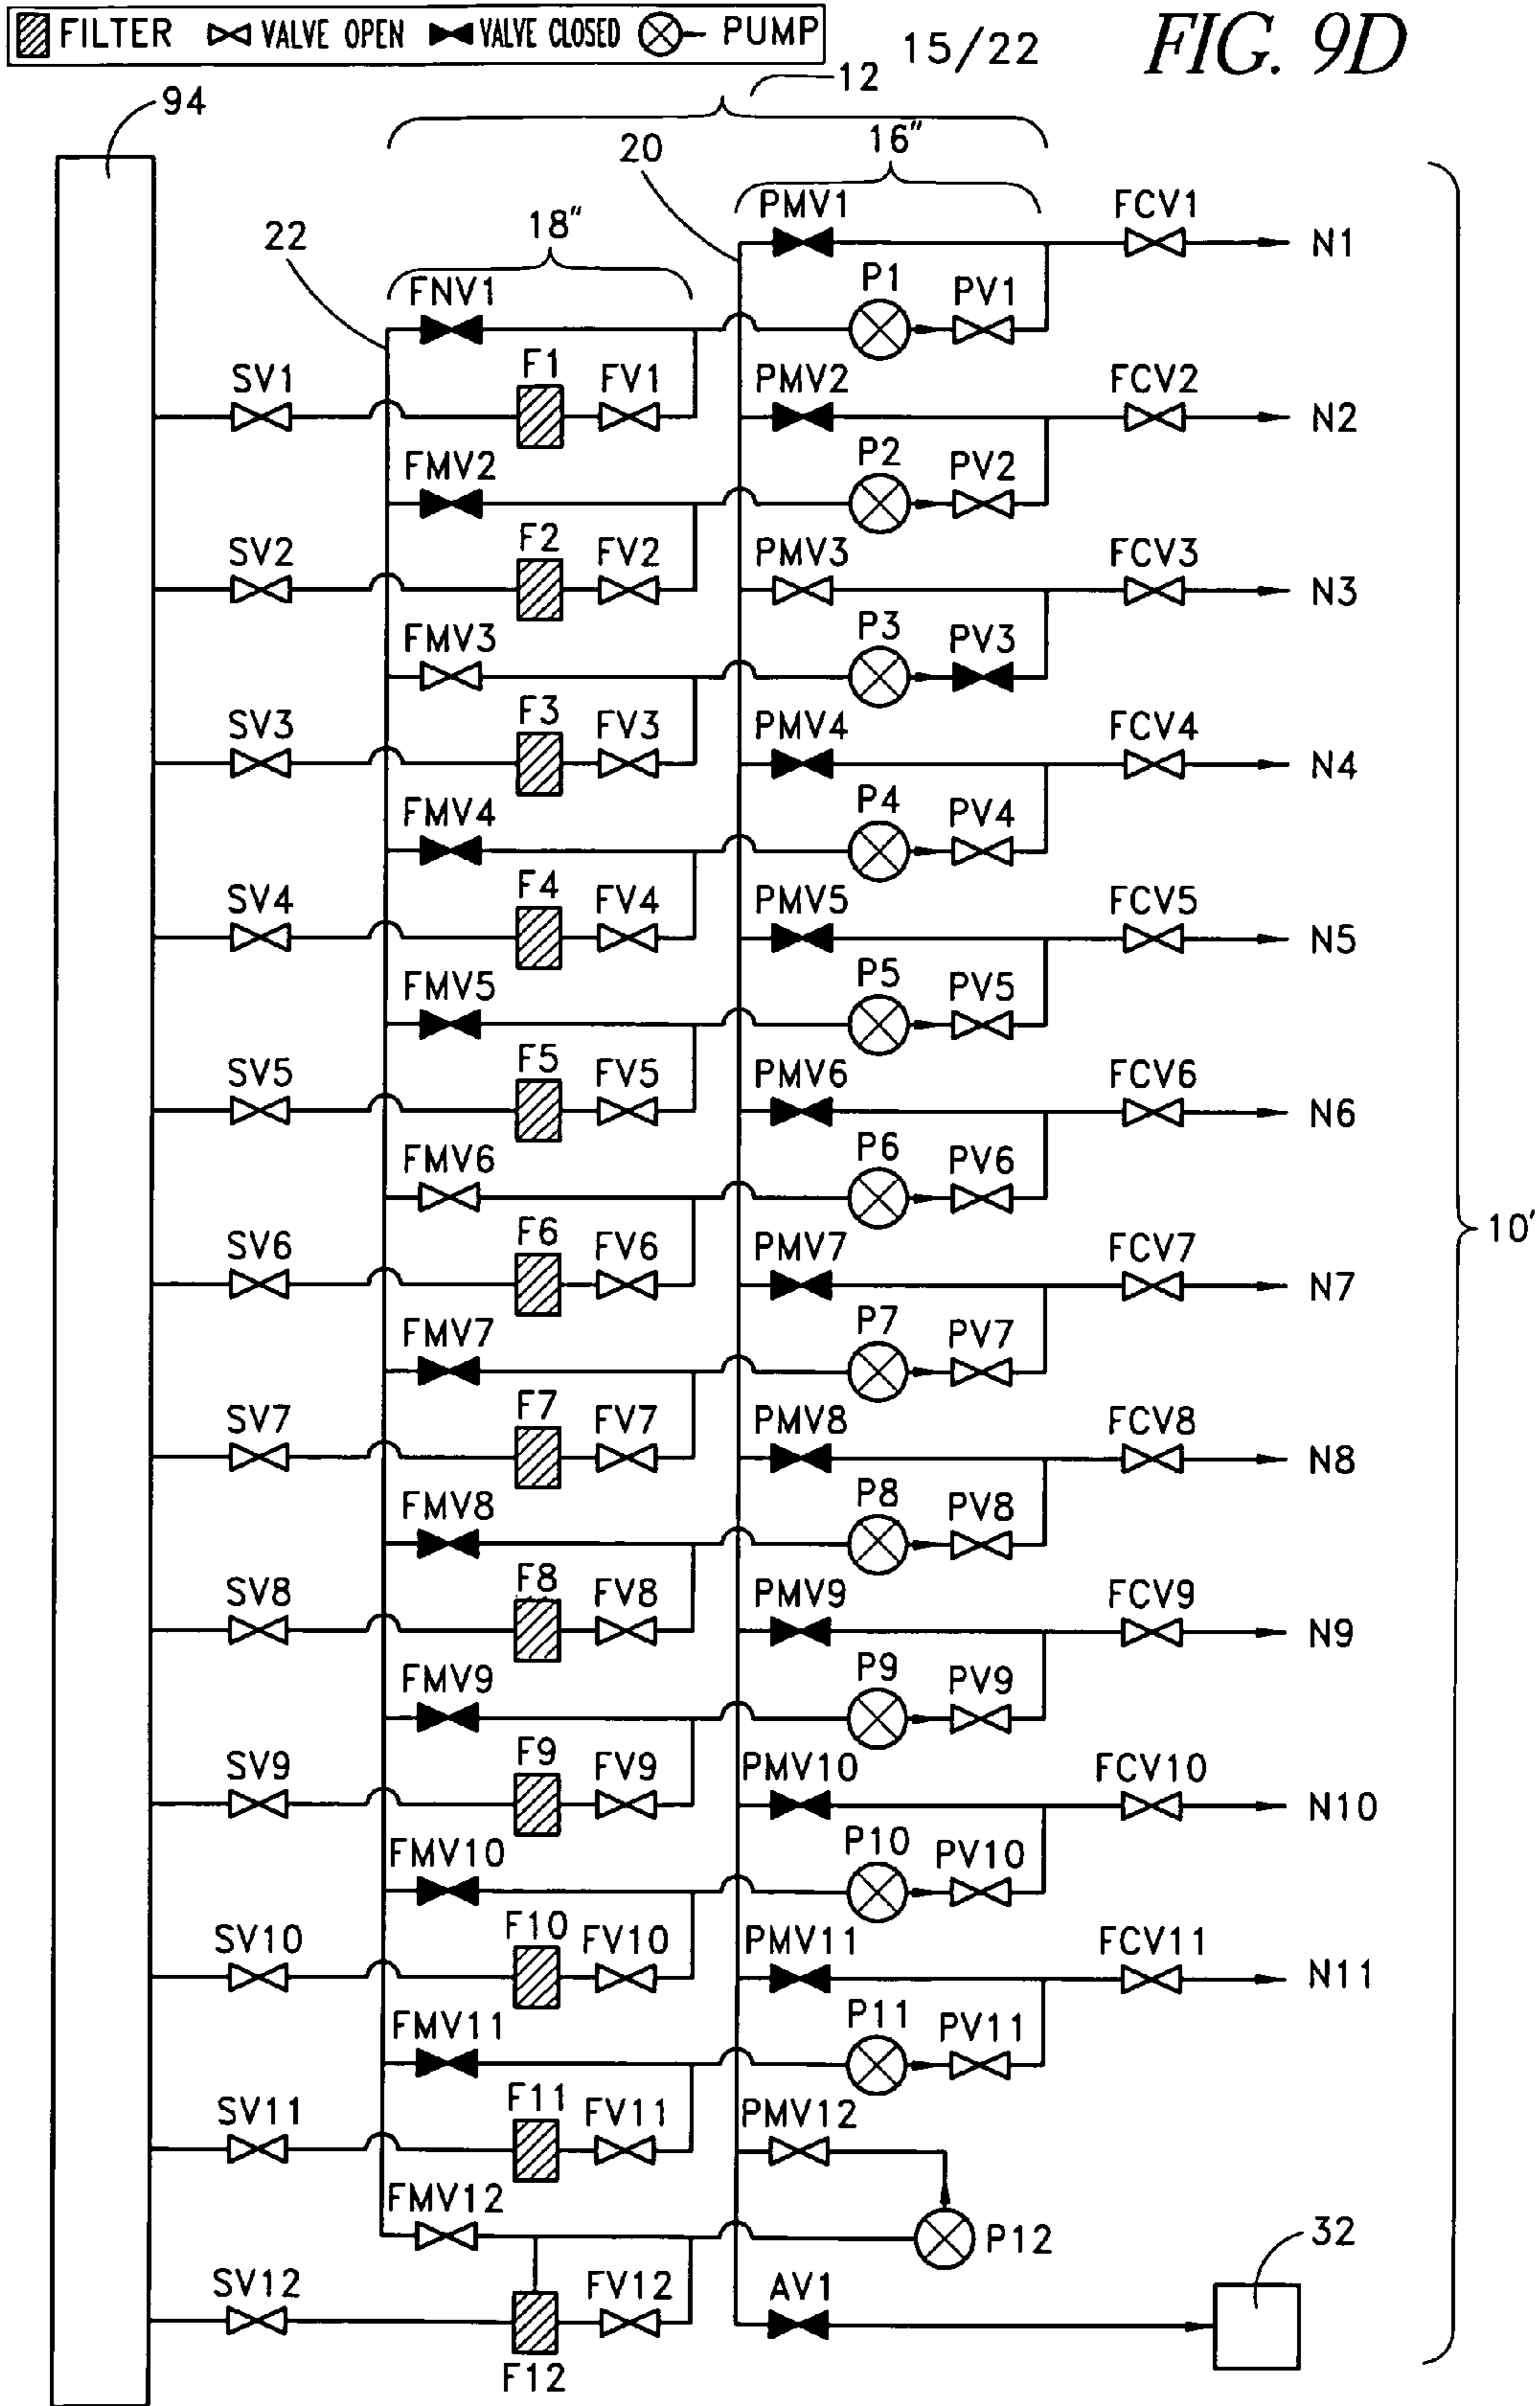 FILTER VALVE OPEN VALVE CLOSED PUMP
15/22
FIG. 9D
12
94
20
16"
PMV1 FCV1
N1
22
18"
FNV1 P1 PV1
SV1 F1 FV1 PMV2 FCV2
N2
FMV2 P2 PV2
SV2 F2 FV2 PMV3 FCV3
N3
FMV3 P3 PV3
SV3 F3 FV3 PMV4 FCV4
N4
FMV4 P4 PV4
SV4 F4 FV4 PMV5 FCV5
N5
FMV5 P5 PV5
SV5 F5 FV5 PMV6 FCV6
N6
FMV6 P6 PV6
10'
SV6 F6 FV6 PMV7 FCV7
N7
FMV7 P7 PV7
SV7 F7 FV7 PMV8 FCV8
N8
FMV8 P8 PV8
SV8 F8 FV8 PMV9 FCV9
N9
FMV9 P9 PV9
SV9 F9 FV9 PMV10 FCV10
N10
FMV10 P10 PV10
SV10 F10 FV10 PMV11 FCV11
N11
FMV11 P11 PV11
SV11 F11 FV11 PMV12
FMV12
P12
32
SV12 FV12 AV1
F12